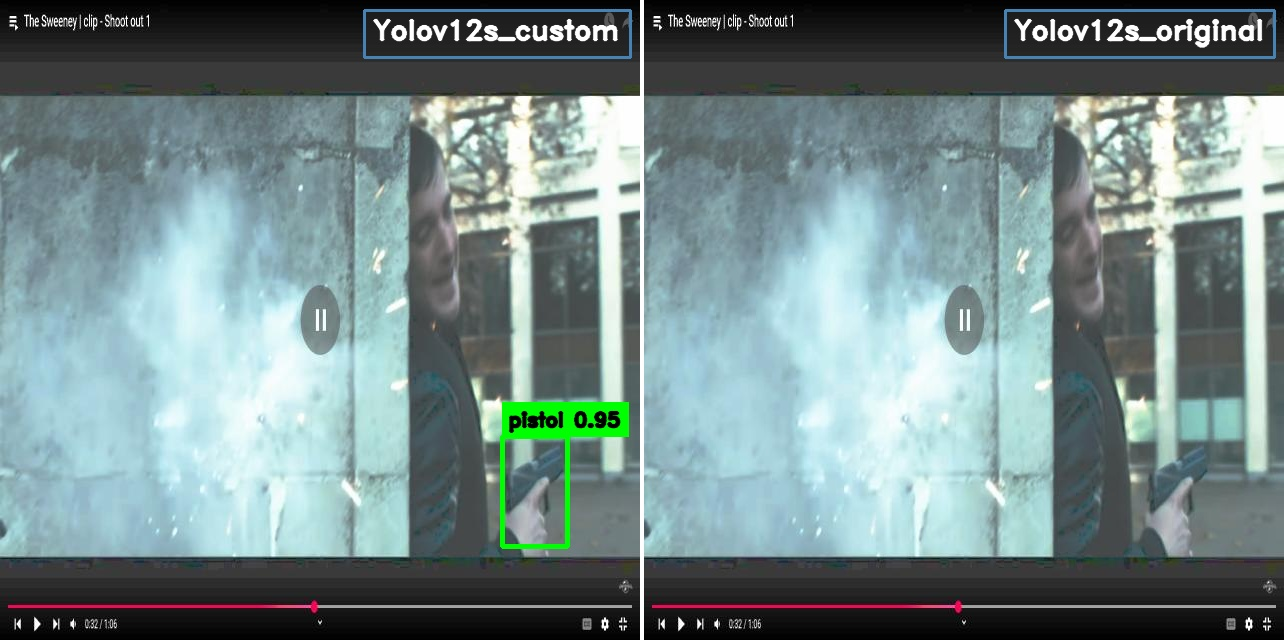 The Sweeney | clip - Shoot out 1
Yolov12s_custom
pistol 0.95
0:32 / 1:06
The Sweeney | clip - Shoot out 1
Yolov12s_original
0:32 / 1:06